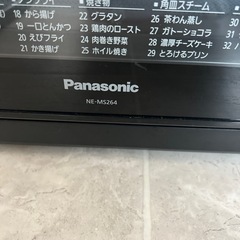 焼き物
角皿スチーム
18 から揚げ
22 グラタン
26 茶わん蒸し
19 一口とんかつ
23 鶏肉のロースト
27 ガトーショコラ
20 えびフライ
24 肉巻き野菜
28 濃厚チーズケーキ
21 かき揚げ
25 ホイル焼き
29 とろけるプリン
Panasonic
NE-MS264